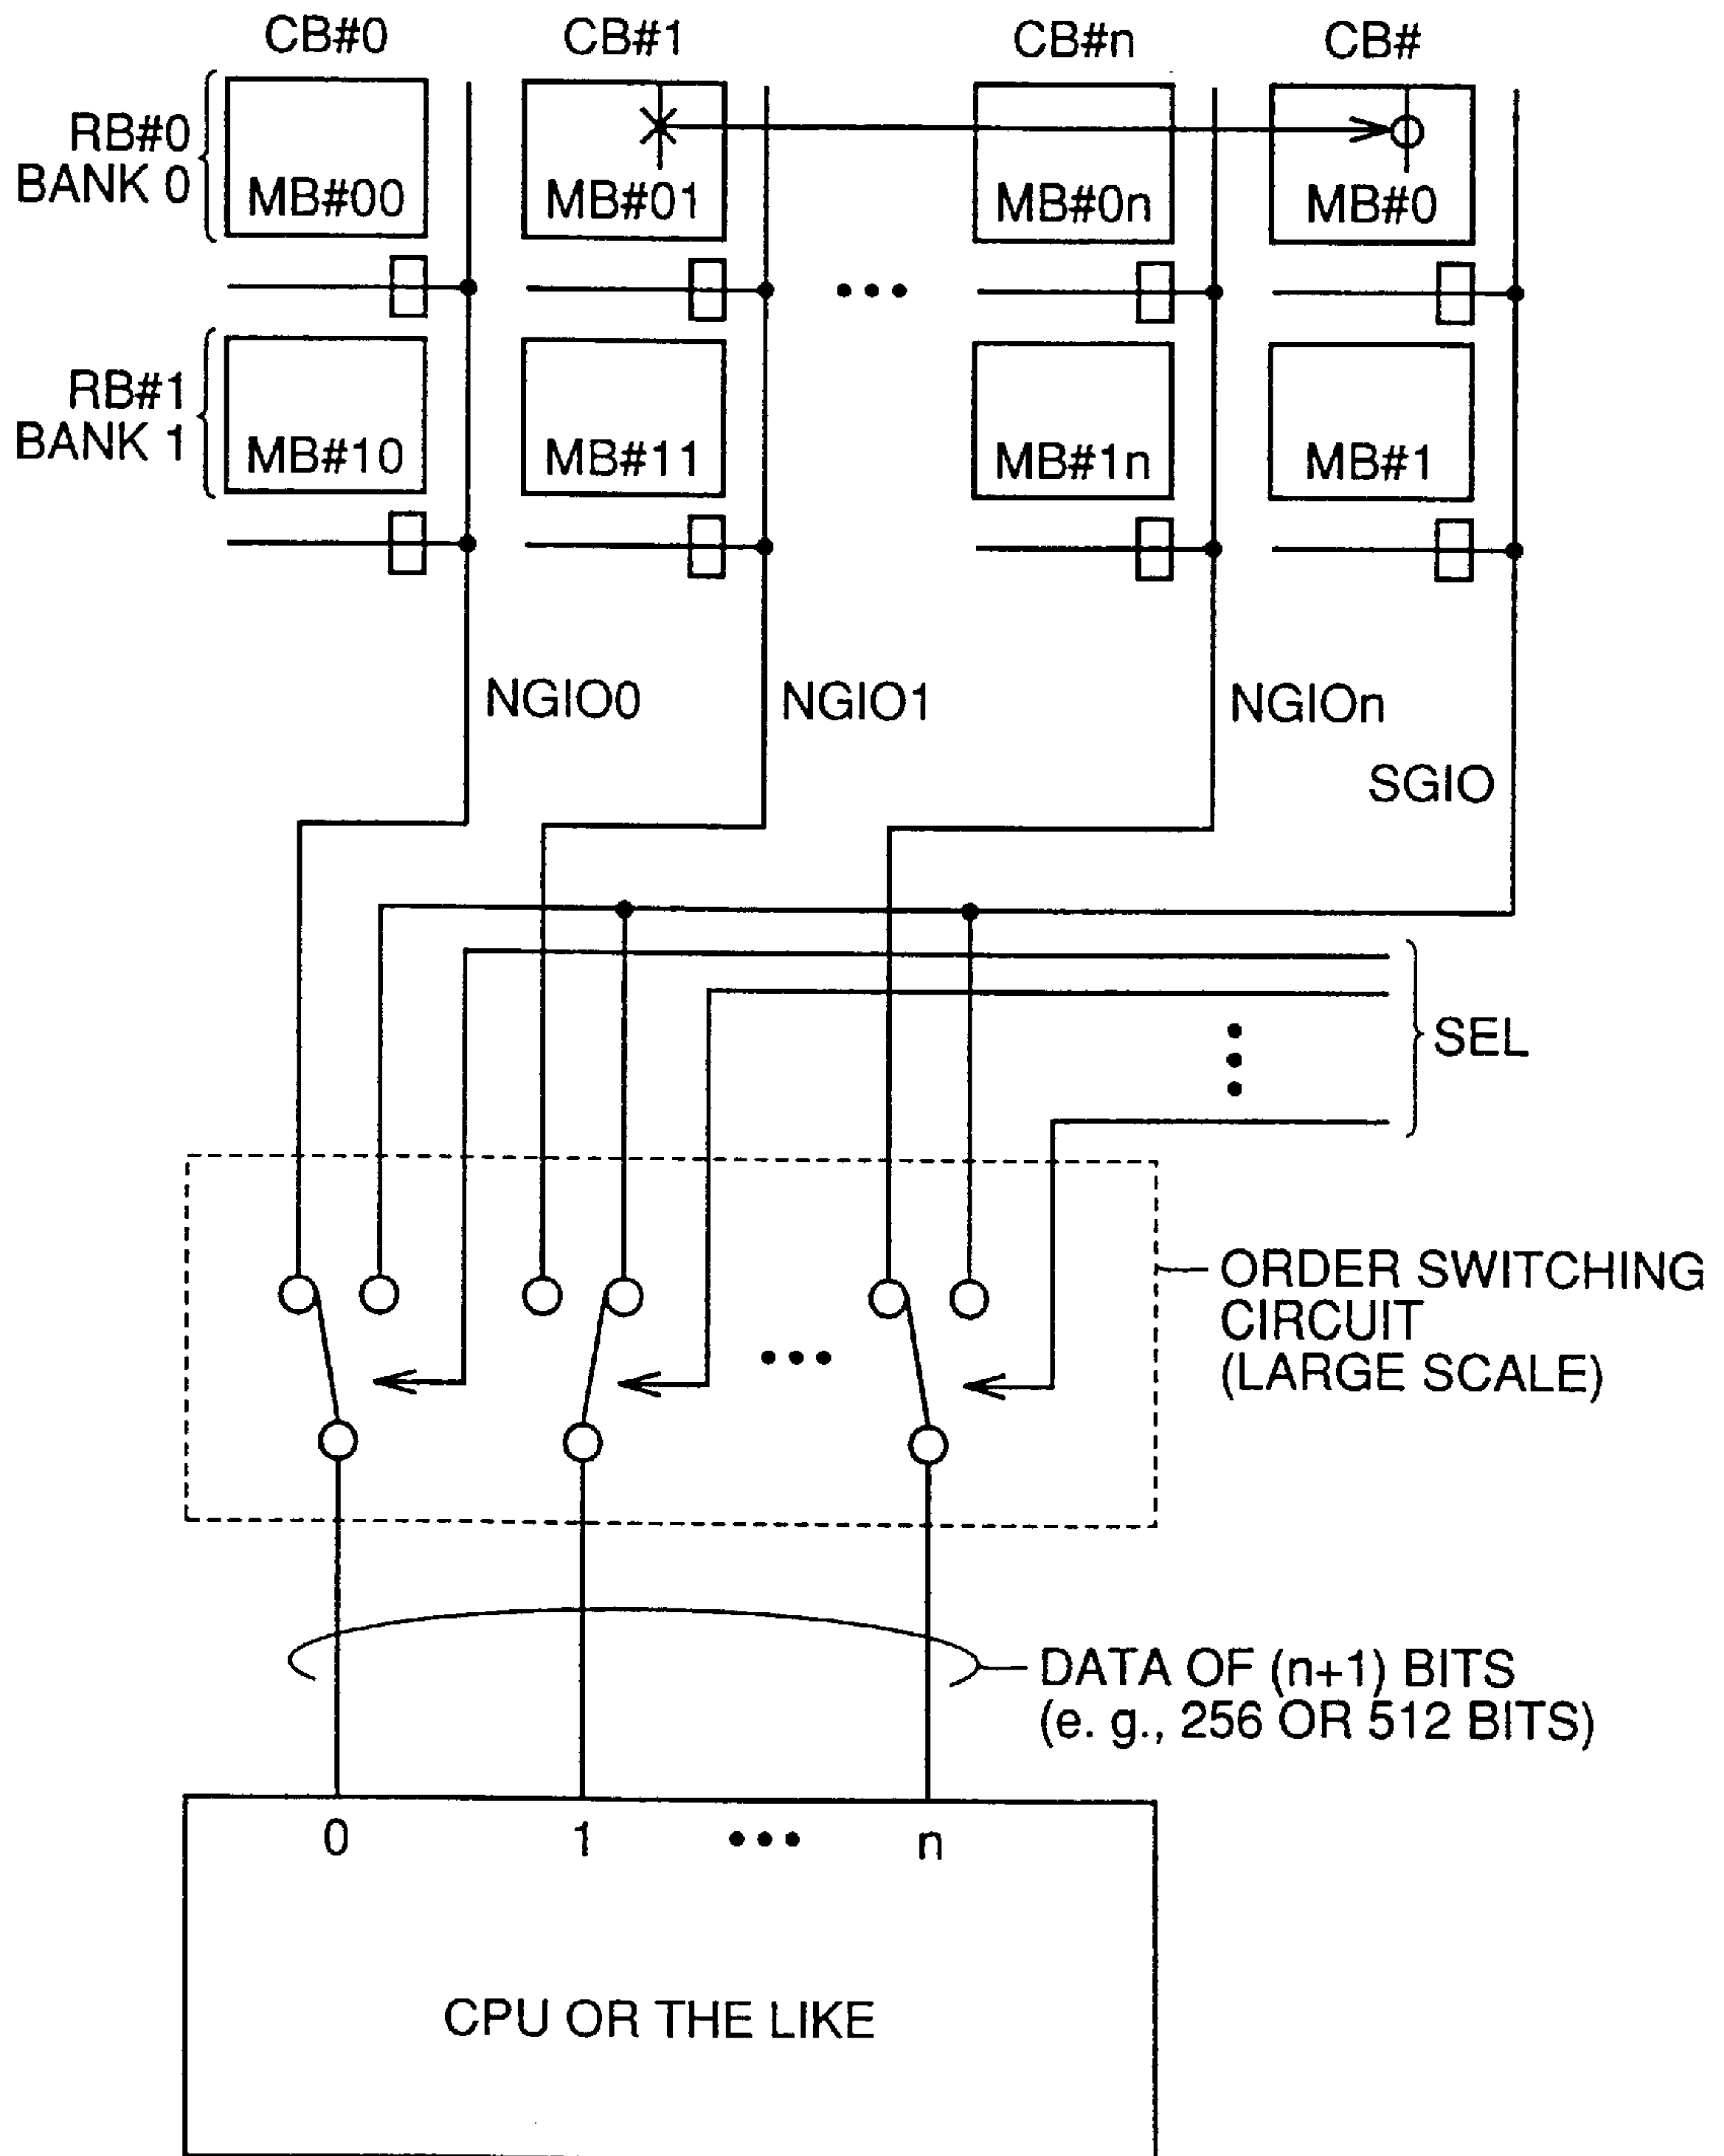 CB#0 CB#1 CB#n CB#
RB#0
BANK 0
MB#00 MB#01 MB#0n MB#0
RB#1
BANK 1
MB#10 MB#11 MB#1n MB#1
NGIO0 NGIO1 NGIOn
SGIO
SEL
ORDER SWITCHING
CIRCUIT
(LARGE SCALE)
DATA OF (n+1) BITS
(e. g., 256 OR 512 BITS)
0 1 ••• n
CPU OR THE LIKE